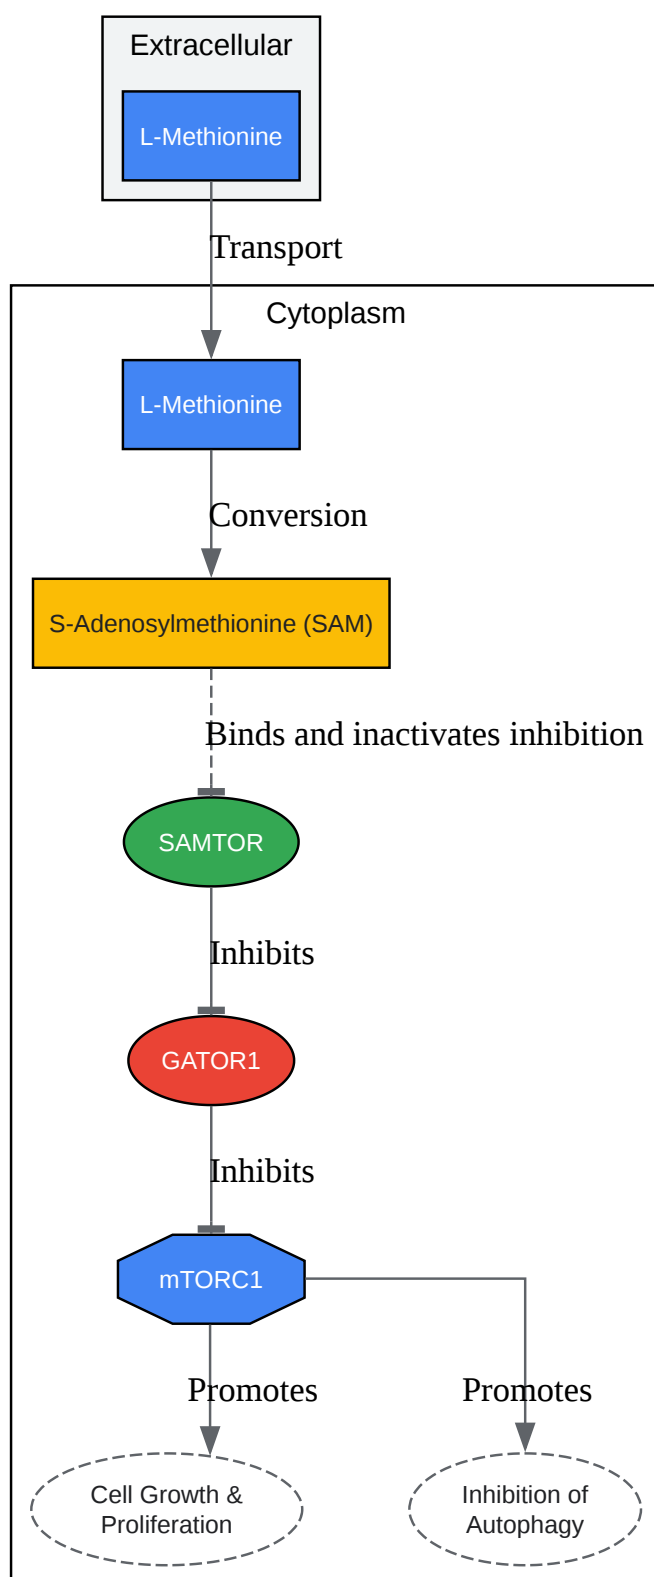 Extracellular
L-Methionine
Transport
Cytoplasm
L-Methionine
Conversion
S-Adenosylmethionine (SAM)
Binds and inactivates inhibition
SAMTOR
Inhibits
GATOR1
Inhibits
mTORC1
Promotes
Promotes
Cell Growth &
Proliferation
Inhibition of
Autophagy